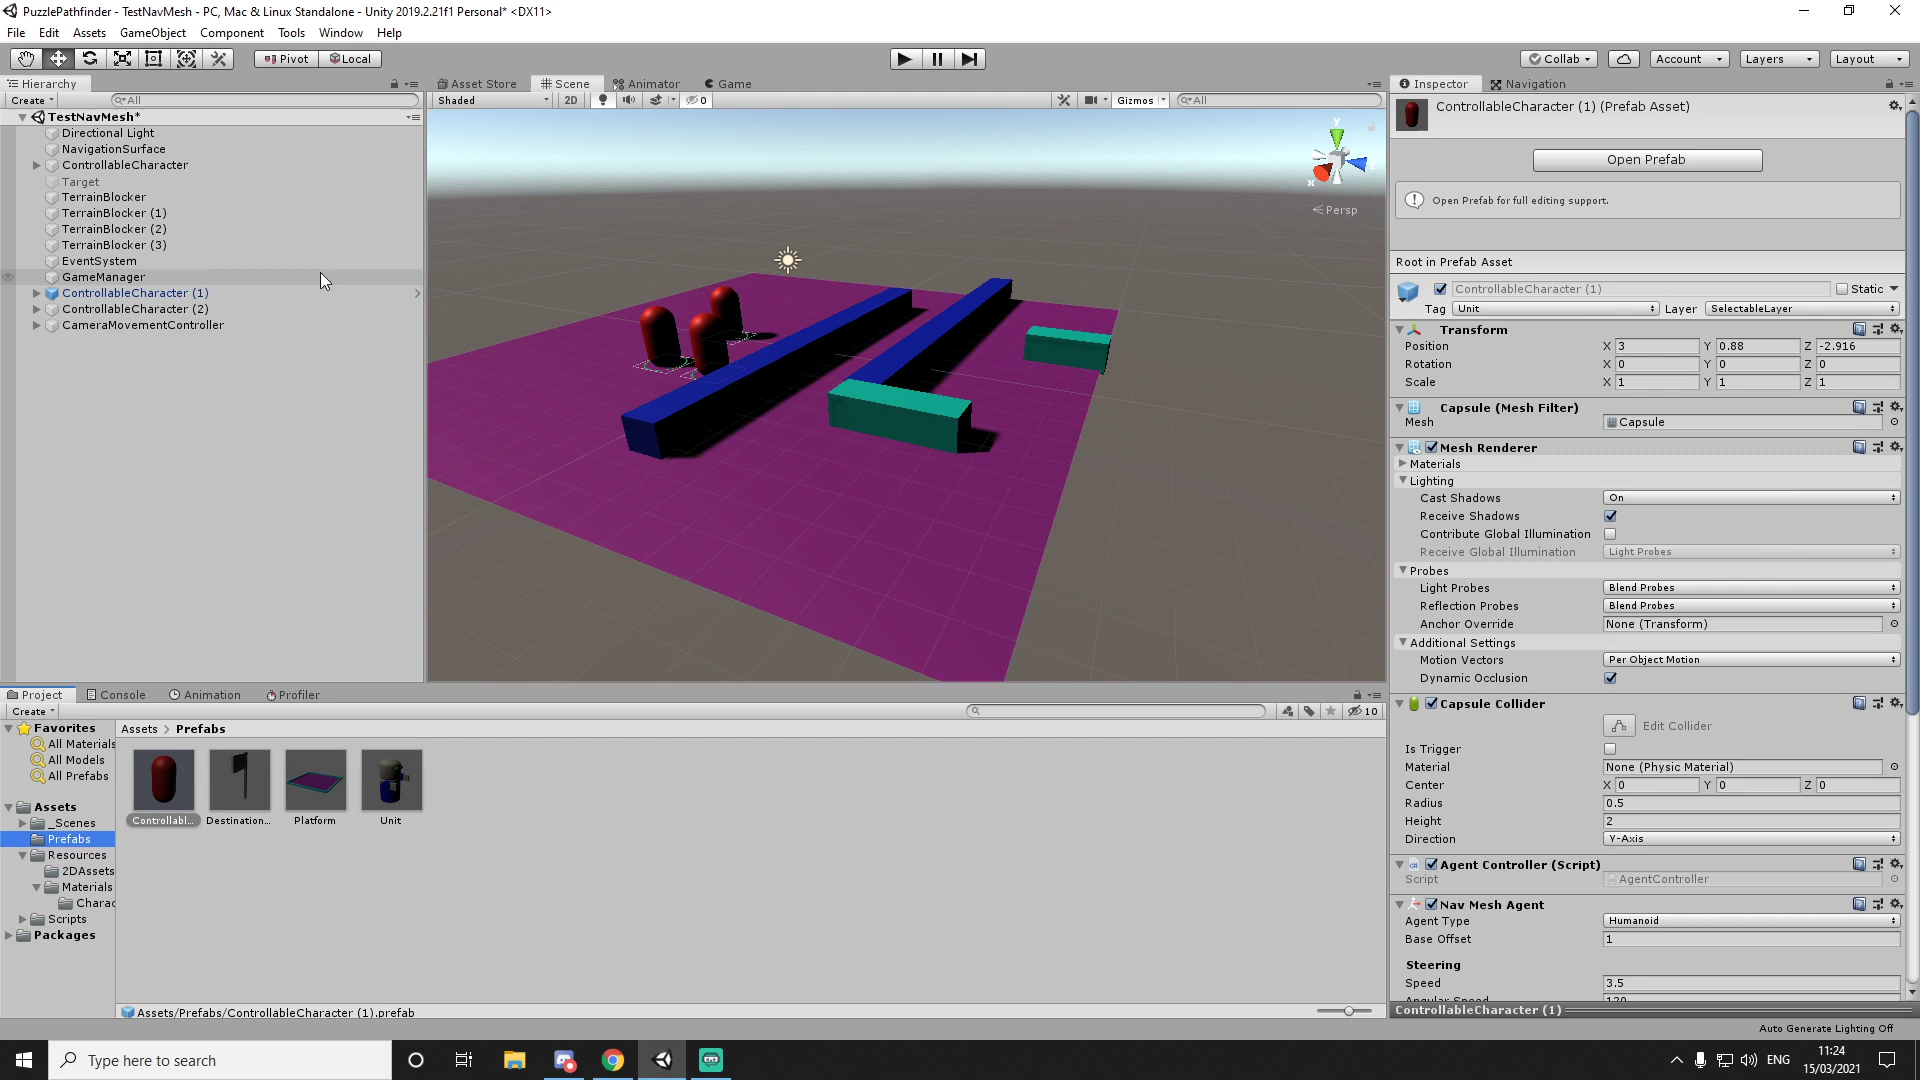 PuzzlePathfinder - TestNavMesh - PC, Mac & Linux Standalone - Unity 2019.2.21f1 Personal* <DX11>
File Edit Assets GameObject Component Tools Window Help
Pivot Local Collab Account Layers Layout
Hierarchy Asset Store Scene Animator Game Inspector Navigation
Create All Shaded 2D 0 Gizmos All
TestNavMesh*
Directional Light
NavigationSurface
ControllableCharacter
Target
TerrainBlocker
TerrainBlocker (1)
TerrainBlocker (2)
TerrainBlocker (3)
EventSystem
GameManager
ControllableCharacter (1)
ControllableCharacter (2)
CameraMovementController
y
x
Persp
ControllableCharacter (1) (Prefab Asset)
Open Prefab
Open Prefab for full editing support.
Root in Prefab Asset
ControllableCharacter (1) Static
Tag Unit Layer SelectableLayer
Transform
Position X 3 Y 0.88 Z -2.916
Rotation X 0 Y 0 Z 0
Scale X 1 Y 1 Z 1
Capsule (Mesh Filter)
Mesh Capsule
Mesh Renderer
Materials
Lighting
Cast Shadows On
Receive Shadows
Contribute Global Illumination
Receive Global Illumination Light Probes
Probes
Light Probes Blend Probes
Reflection Probes Blend Probes
Anchor Override None (Transform)
Additional Settings
Motion Vectors Per Object Motion
Dynamic Occlusion
Capsule Collider
Edit Collider
Is Trigger
Material None (Physic Material)
Center X 0 Y 0 Z 0
Radius 0.5
Height 2
Direction Y-Axis
Agent Controller (Script)
Script AgentController
Nav Mesh Agent
Agent Type Humanoid
Base Offset 1
Steering
Speed 3.5
Angular Speed 120
ControllableCharacter (1)
Project Console Animation Profiler
Create 10
Favorites
All Materials
All Models
All Prefabs
Assets
_Scenes
Prefabs
Resources
2DAssets
Materials
Charac
Scripts
Packages
Assets > Prefabs
Controllabl... Destination... Platform Unit
Assets/Prefabs/ControllableCharacter (1).prefab
Auto Generate Lighting Off
Type here to search
ENG
11:24
15/03/2021